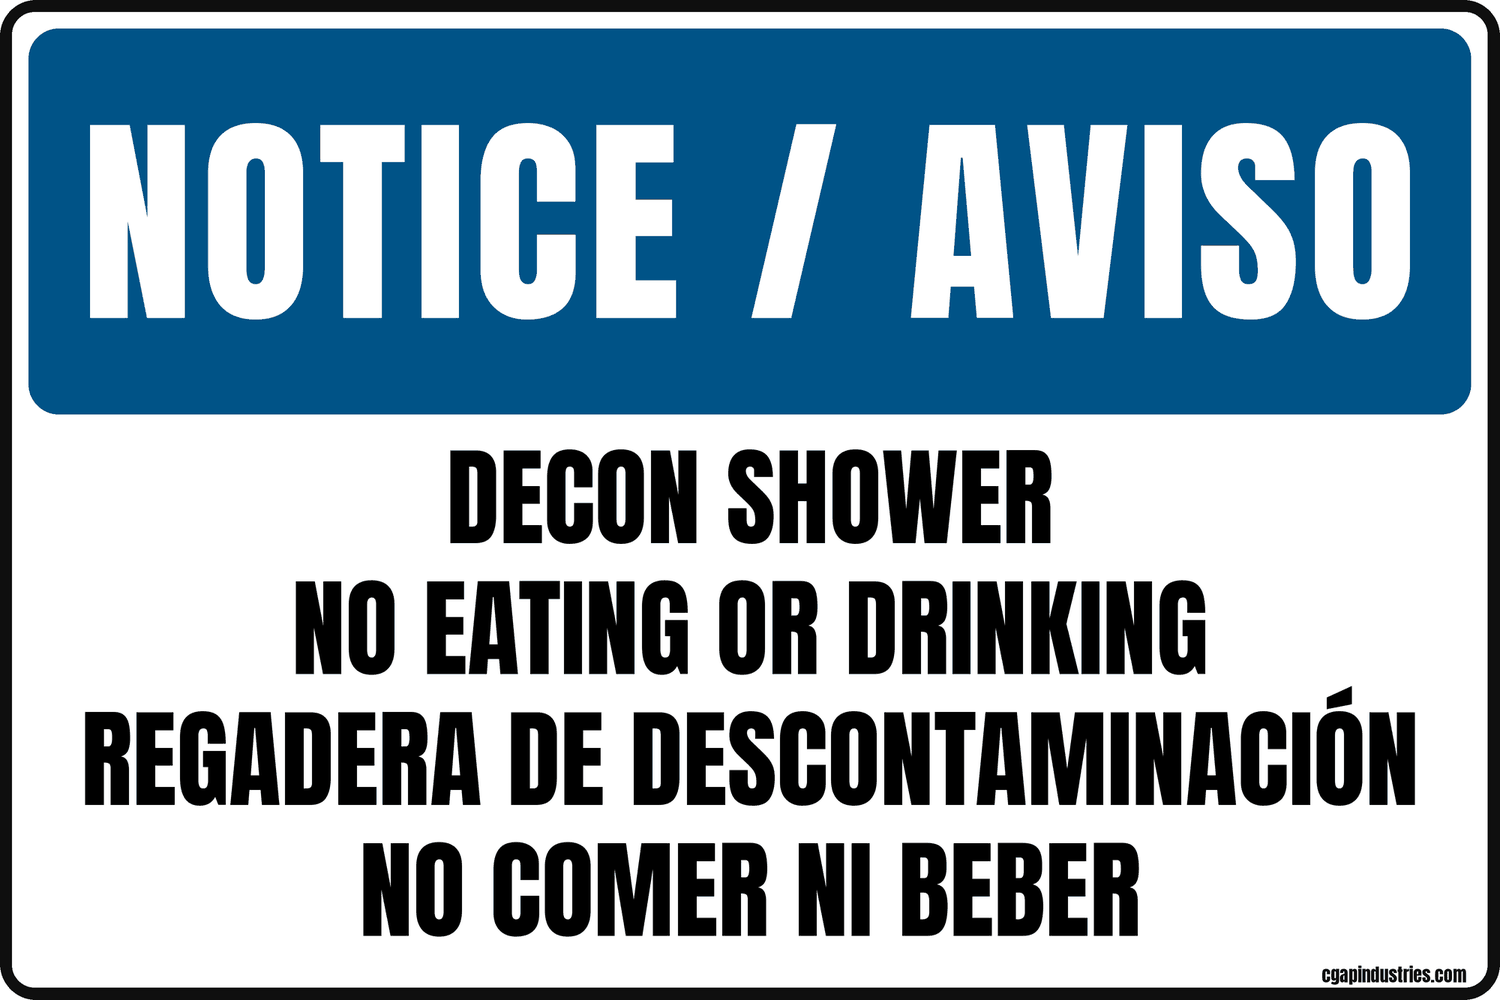 NOTICE / AVISO
DECON SHOWER
NO EATING OR DRINKING
REGADERA DE DESCONTAMINACIÓN
NO COMER NI BEBER
cgapindustries.com